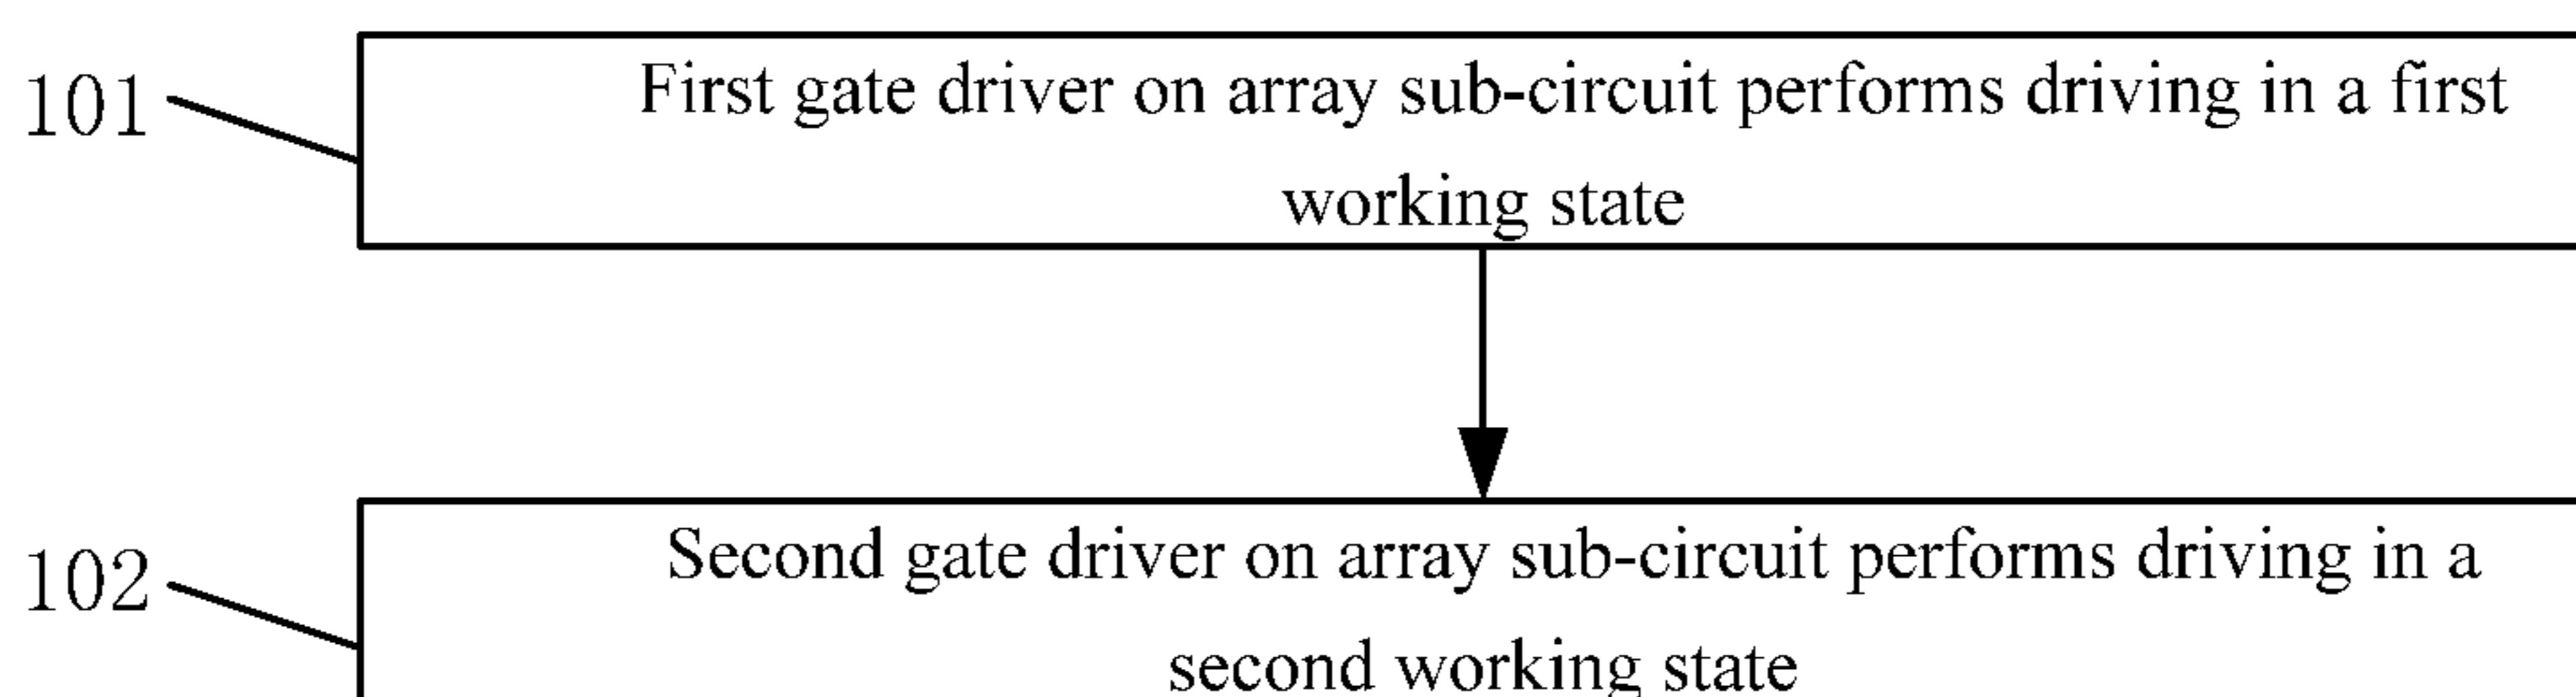 101
First gate driver on array sub-circuit performs driving in a first
working state
102
Second gate driver on array sub-circuit performs driving in a
second working state